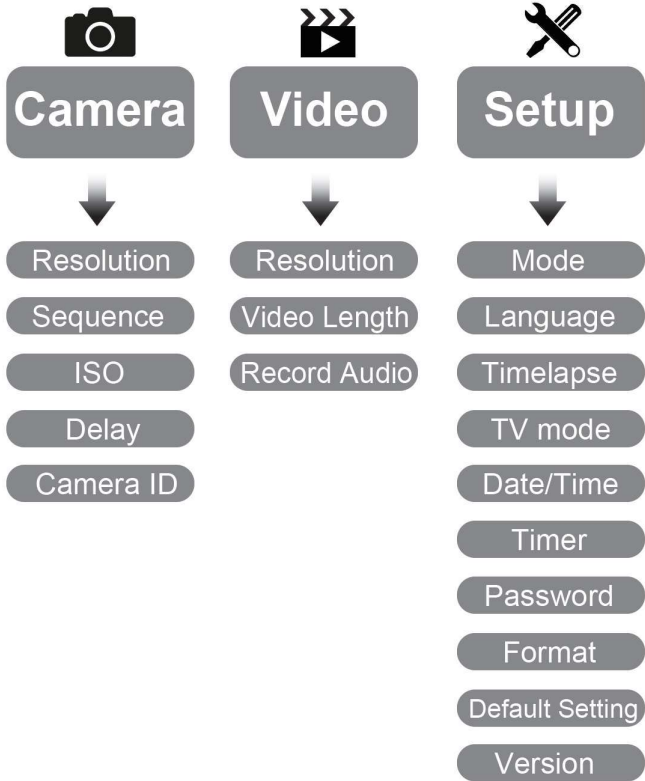 Camera
Resolution
Sequence
ISO
Delay
Camera ID
Video
Resolution
Video Length
Record Audio
Setup
Mode
Language
Timelapse
TV mode
Date/Time
Timer
Password
Format
Default Setting
Version